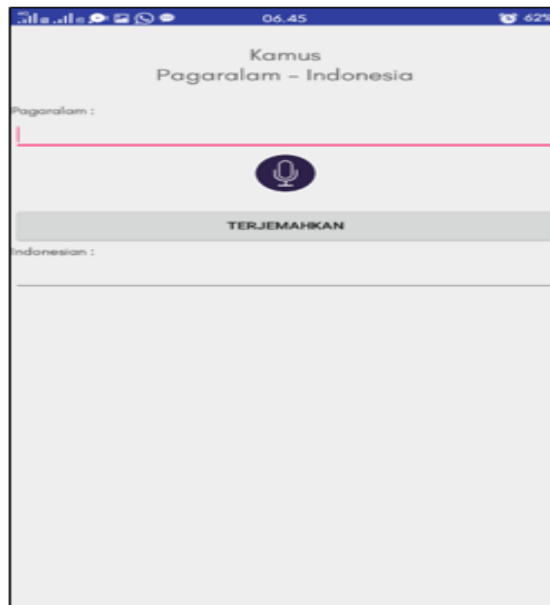 06.45
62%
Kamus
Pagaralam - Indonesia
Pagaralam :
TERJEMAHKAN
Indonesian :